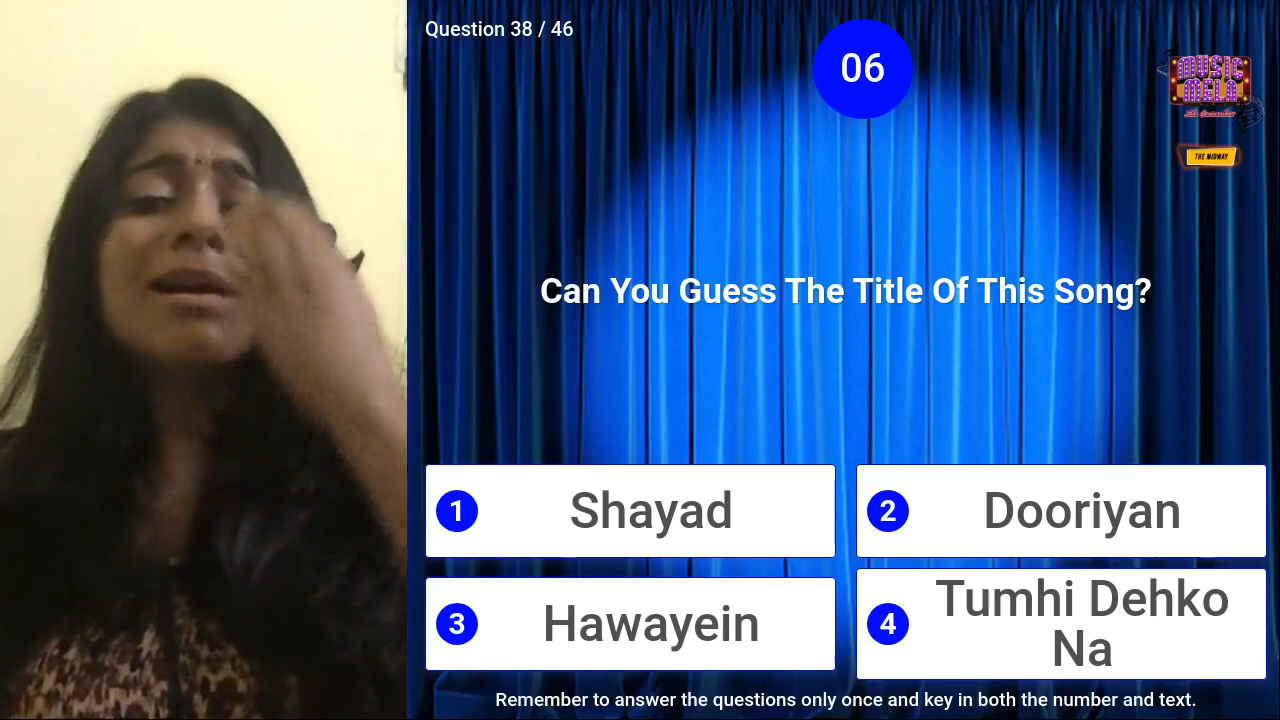 Question 38 / 46
06
MUSIC
MELA
THE MIDWAY
Can You Guess The Title Of This Song?
1 Shayad
2 Dooriyan
3 Hawayein
4 Tumhi Dehko
Na
Remember to answer the questions only once and key in both the number and text.